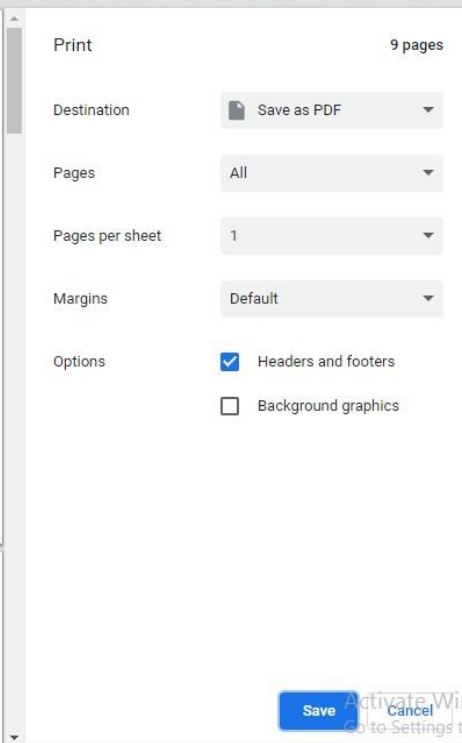 Print 9 pages
Destination Save as PDF
Pages All
Pages per sheet 1
Margins Default
Options Headers and footers
Background graphics
Activate Wi
Save Cancel
Go to Settings t